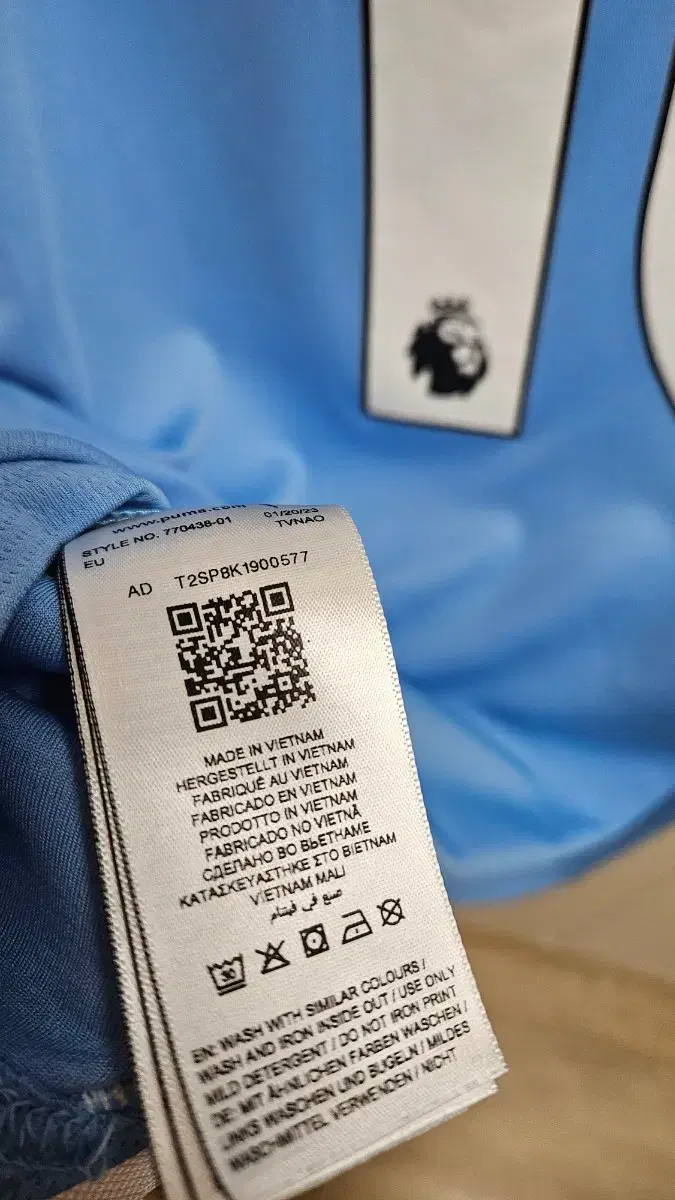 www.puma.com
STYLE NO. 770438-01 01/20/23
EU TVNAO
AD T2SP8K1900577
MADE IN VIETNAM
HERGESTELLT IN VIETNAM
FABRIQUÉ AU VIETNAM
FABRICADO EN VIETNAM
PRODOTTO IN VIETNAM
FABRICADO NO VIETNÃ
СДЕЛАНО ВО ВЬЕТНАМЕ
ΚΑΤΑΣΚΕΥΑΣΤΗΚΕ ΣΤΟ ΒΙΕΤΝΑΜ
VIETNAM MALI
صنع في فيتنام
30
EN: WASH WITH SIMILAR COLOURS /
WASH AND IRON INSIDE OUT / USE ONLY
MILD DETERGENT / DO NOT IRON PRINT
DE: MIT ÄHNLICHEN FARBEN WASCHEN /
LINKS WASCHEN UND BÜGELN / MILDES
WASCHMITTEL VERWENDEN / NICHT